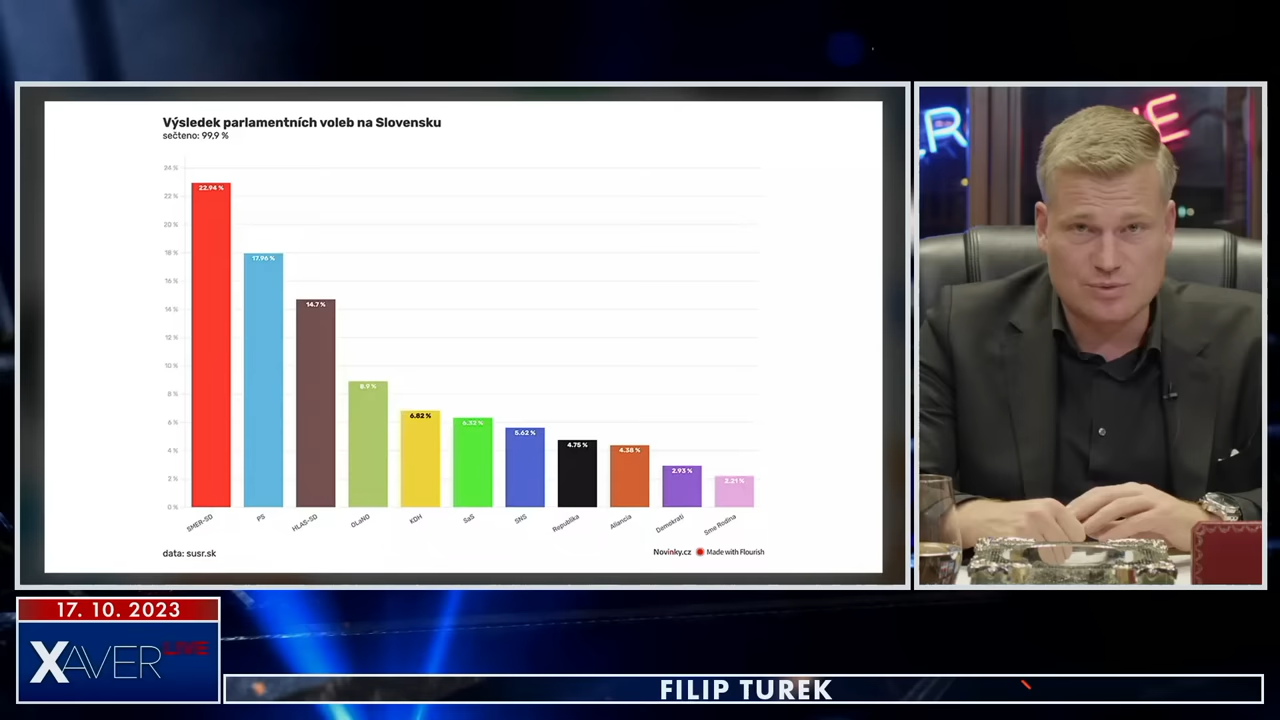 Výsledek parlamentních voleb na Slovensku
sečteno: 99,9 %
24 %
22 %
20 %
18 %
16 %
14 %
12 %
10 %
8 %
6 %
4 %
2 %
0 %
22.94 %
17.96 %
14.7 %
8.9 %
6.82 %
6.32 %
5.62 %
4.75 %
4.38 %
2.93 %
2.21 %
SMER-SD
PS
HLAS-SD
OLaNO
KDH
SaS
SNS
Republika
Aliancia
Demokrati
Sme Rodina
data: susr.sk
Novinky.cz
Made with Flourish
17. 10. 2023
XAVER LIVE
FILIP TUREK